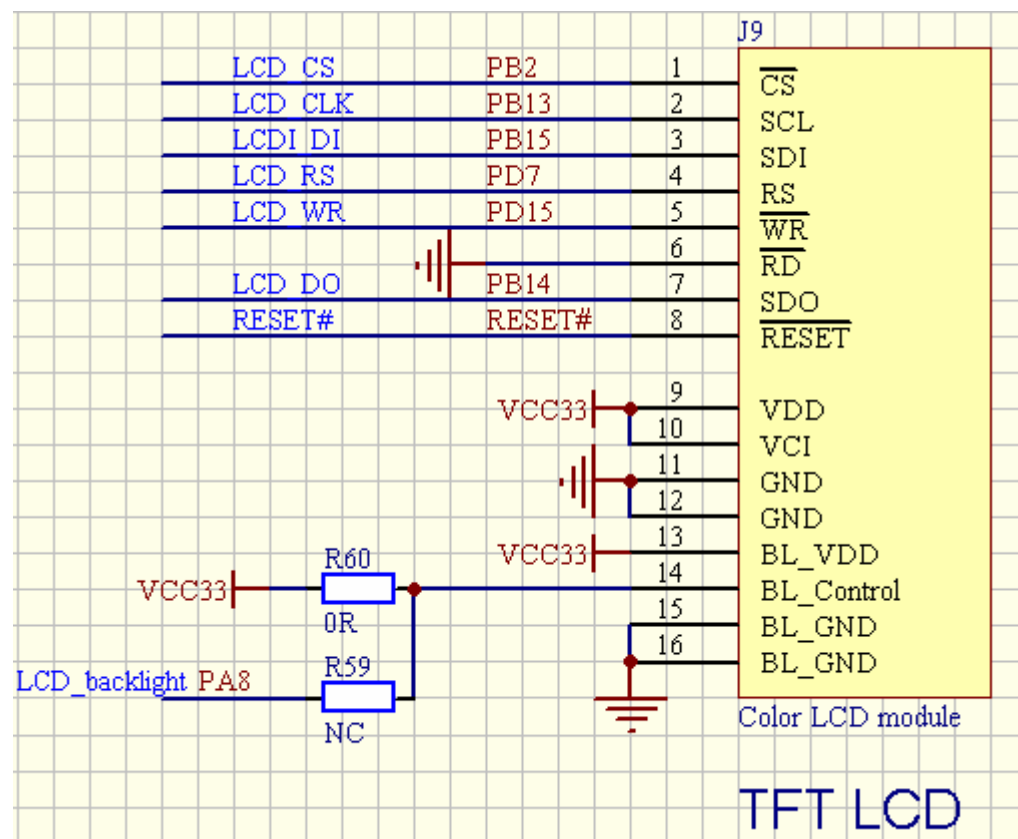 J9
LCD CS PB2 1 CS
LCD CLK PB13 2 SCL
LCDI DI PB15 3 SDI
LCD RS PD7 4 RS
LCD WR PD15 5 WR
6 RD
LCD DO PB14 7 SDO
RESET# RESET# 8 RESET
VCC33 9 VDD
10 VCI
11 GND
12 GND
VCC33 13 BL_VDD
R60
VCC33 14 BL_Control
0R 15 BL_GND
R59 16 BL_GND
LCD_backlight PA8
NC
Color LCD module
TFT LCD